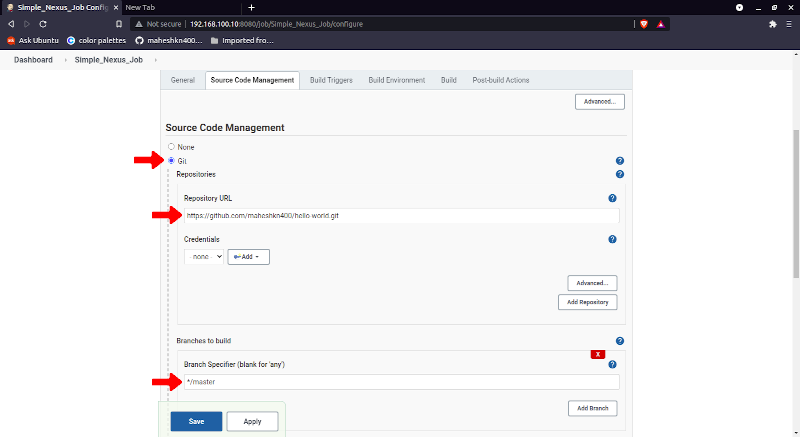 Simple_Nexus_Job Config
New Tab
Not secure
192.168.100.10:8080/job/Simple_Nexus_Job/configure
Ask Ubuntu
color palettes
maheshkn400...
Imported fro...
Dashboard
Simple_Nexus_Job
General
Source Code Management
Build Triggers
Build Environment
Build
Post-build Actions
Advanced...
Source Code Management
None
Git
Repositories
Repository URL
https://github.com/maheshkn400/hello-world.git
Credentials
- none -
Add
Advanced...
Add Repository
Branches to build
X
Branch Specifier (blank for 'any')
*/master
Add Branch
Save
Apply